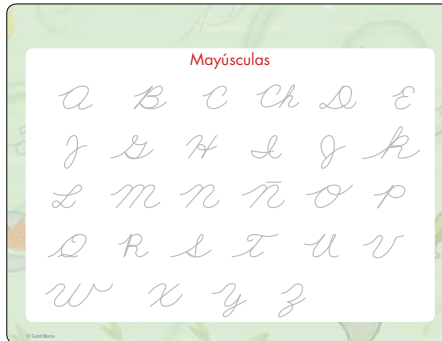 Mayúsculas
A B C Ch D E
F G H I J K
L M N Ñ O P
Q R S T U V
W X Y Z
© Santillana